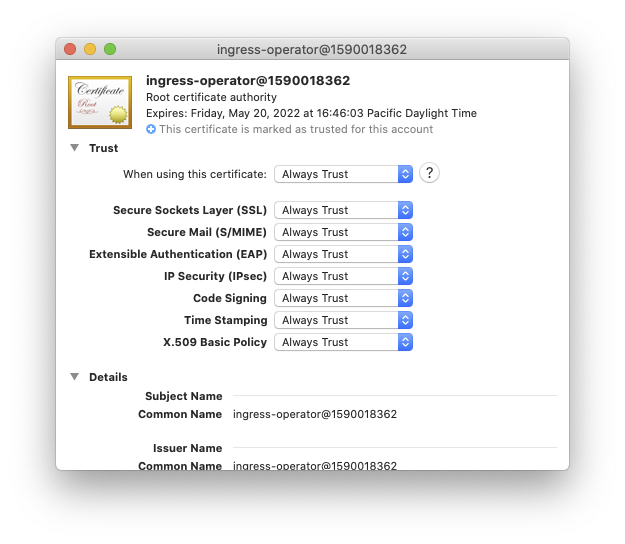 ingress-operator@1590018362
Certificate
Root
ingress-operator@1590018362
Root certificate authority
Expires: Friday, May 20, 2022 at 16:46:03 Pacific Daylight Time
This certificate is marked as trusted for this account
Trust
When using this certificate: Always Trust ?
Secure Sockets Layer (SSL) Always Trust
Secure Mail (S/MIME) Always Trust
Extensible Authentication (EAP) Always Trust
IP Security (IPsec) Always Trust
Code Signing Always Trust
Time Stamping Always Trust
X.509 Basic Policy Always Trust
Details
Subject Name
Common Name ingress-operator@1590018362
Issuer Name
Common Name ingress-operator@1590018362